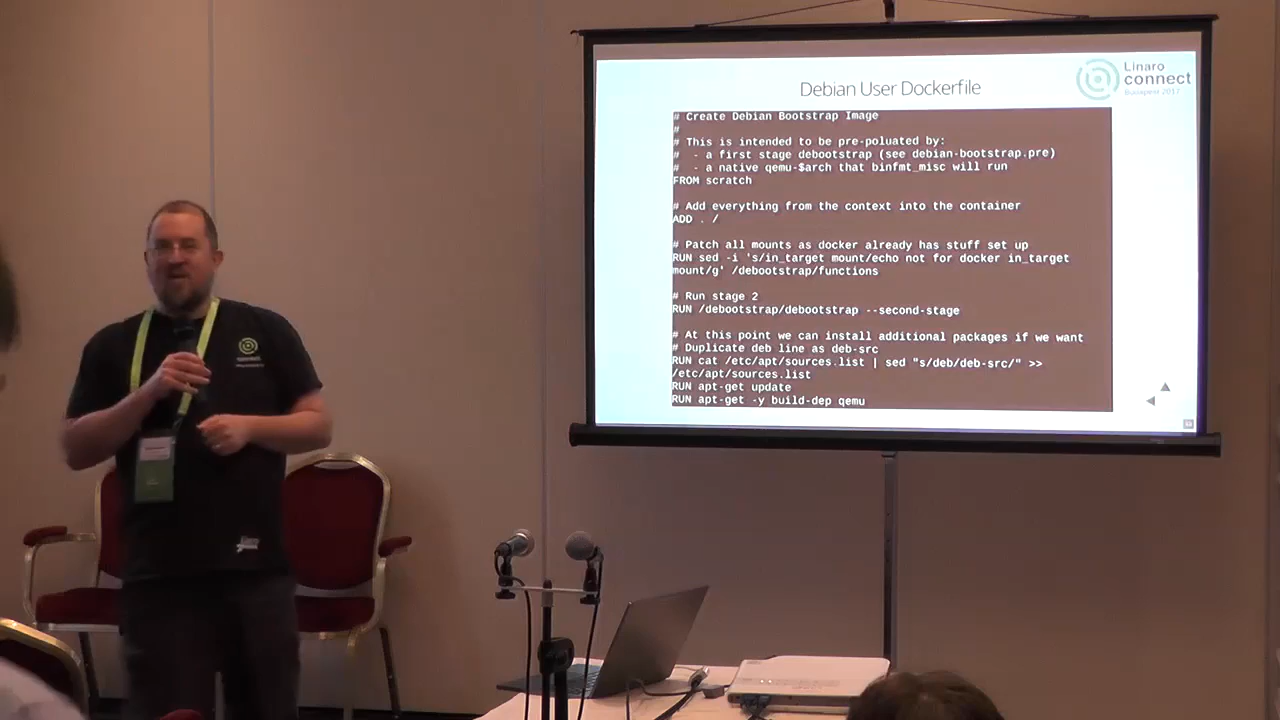 Linaro
connect
Budapest 2017
Debian User Dockerfile
# Create Debian Bootstrap Image
#
# This is intended to be pre-poluated by:
#  - a first stage debootstrap (see debian-bootstrap.pre)
#  - a native qemu-$arch that binfmt_misc will run
FROM scratch
# Add everything from the context into the container
ADD . /
# Patch all mounts as docker already has stuff set up
RUN sed -i 's/in_target mount/echo not for docker in_target
mount/g' /debootstrap/functions
# Run stage 2
RUN /debootstrap/debootstrap --second-stage
# At this point we can install additional packages if we want
# Duplicate deb line as deb-src
RUN cat /etc/apt/sources.list | sed "s/deb/deb-src/" >>
/etc/apt/sources.list
RUN apt-get update
RUN apt-get -y build-dep qemu